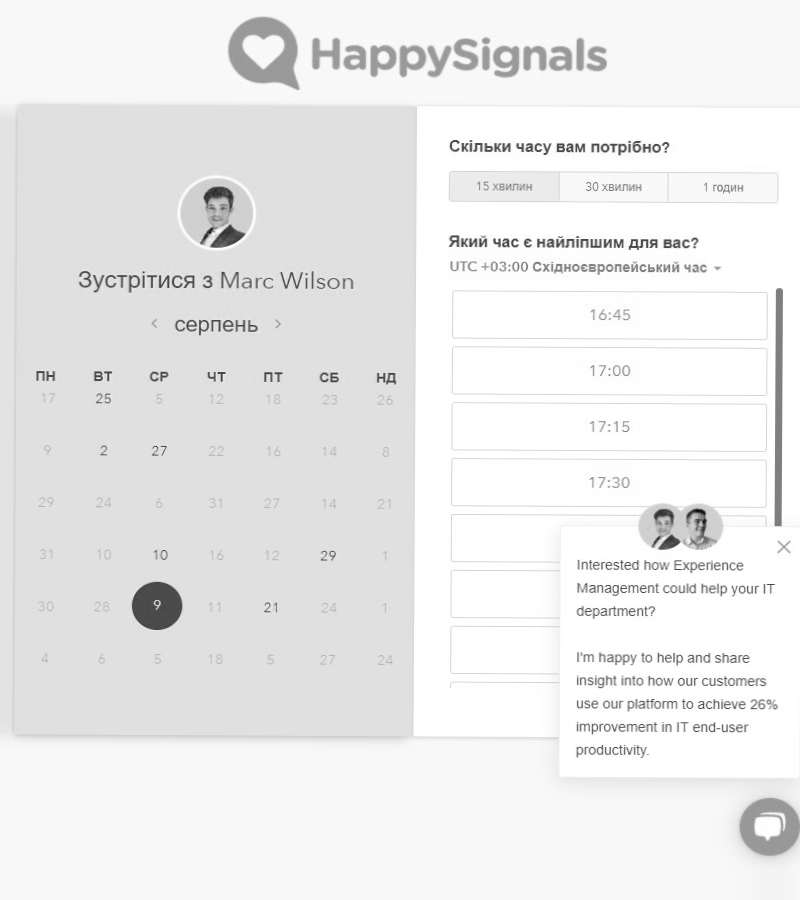 HappySignals
Зустрітися з Marc Wilson
серпень
ПН ВТ СР ЧТ ПТ СБ НД
17 25 5 12 18 23 26
9 2 27 22 16 14 8
29 24 6 31 27 14 21
31 10 10 16 12 29 1
30 28 9 11 21 24 1
4 6 5 18 5 27 24
Скільки часу вам потрібно?
15 хвилин 30 хвилин 1 годин
Який час є найліпшим для вас?
UTC +03:00 Східноєвропейський час
16:45
17:00
17:15
17:30
Interested how Experience
Management could help your IT
department?
I'm happy to help and share
insight into how our customers
use our platform to achieve 26%
improvement in IT end-user
productivity.